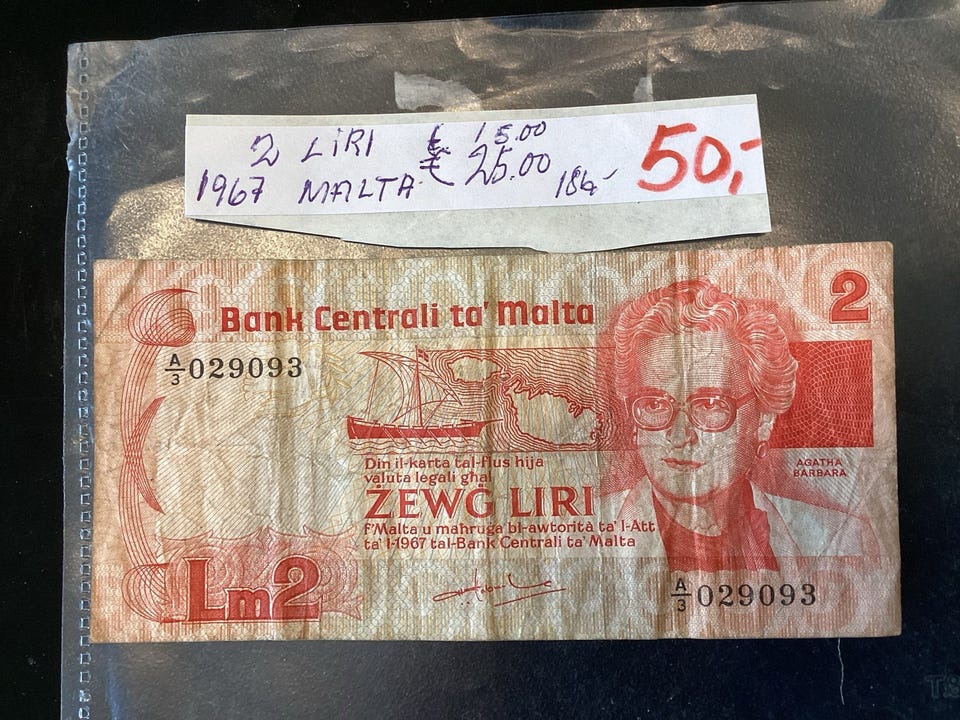 2 LIRI £ 15.00
1967 MALTA € 25.00 50,-
Bank Centrali ta' Malta 2
A/3 029093
Din il-karta tal-flus hija
valuta legali għal
ŻEWĠ LIRI
f'Malta u maħruġa bl-awtorità ta' l-Att
ta' l-1967 tal-Bank Ċentrali ta' Malta
AGATHA
BARBARA
Lm2
A/3 029093